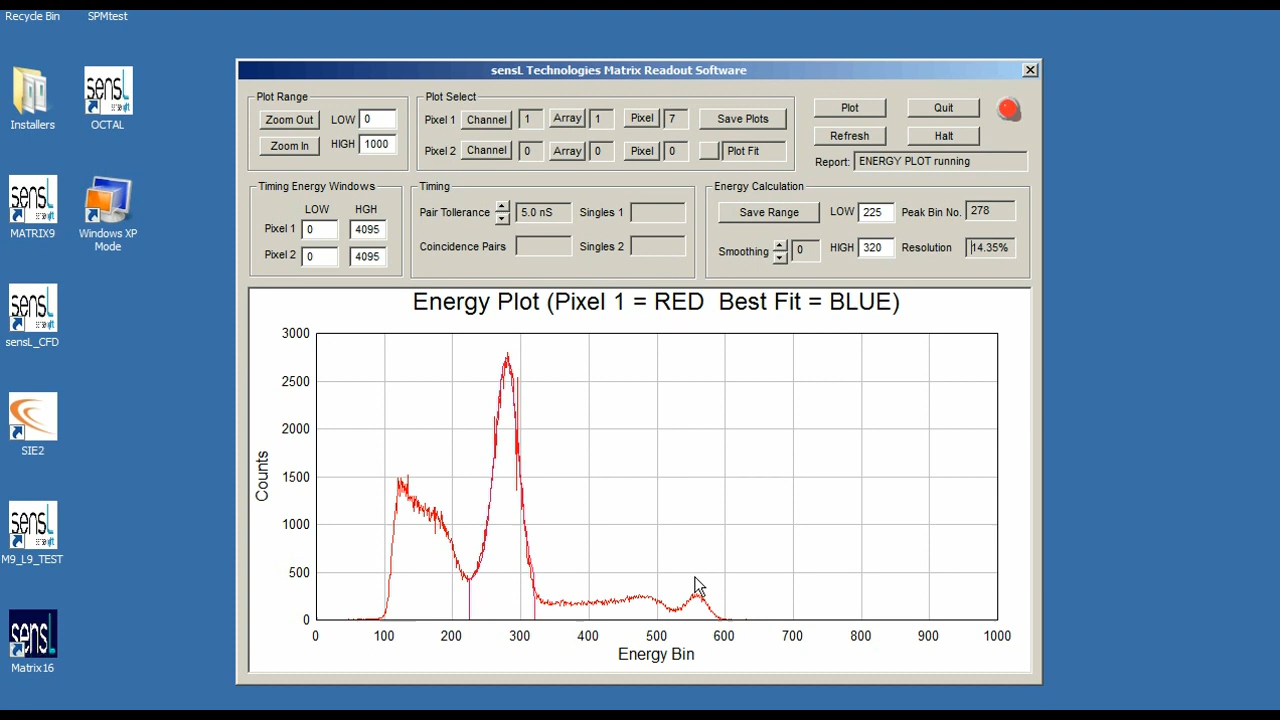 Recycle Bin
SPMtest
Installers
sensL
OCTAL
sensL
MATRIX9
Windows XP
Mode
sensL
sensL_CFD
SIE2
sensL
M9_L9_TEST
sensL
Matrix16
sensL Technologies Matrix Readout Software
Plot Range
Zoom Out LOW 0
Zoom In HIGH 1000
Plot Select
Pixel 1 Channel 1 Array 1 Pixel 7 Save Plots
Pixel 2 Channel 0 Array 0 Pixel 0 Plot Fit
Plot Quit
Refresh Halt
Report: ENERGY PLOT running
Timing Energy Windows
LOW HGH
Pixel 1 0 4095
Pixel 2 0 4095
Timing
Pair Tollerance 5.0 nS Singles 1
Coincidence Pairs Singles 2
Energy Calculation
Save Range LOW 225 Peak Bin No. 278
Smoothing 0 HIGH 320 Resolution 14.35%
Energy Plot (Pixel 1 = RED Best Fit = BLUE)
3000
2500
2000
1500
1000
500
0
Counts
0 100 200 300 400 500 600 700 800 900 1000
Energy Bin